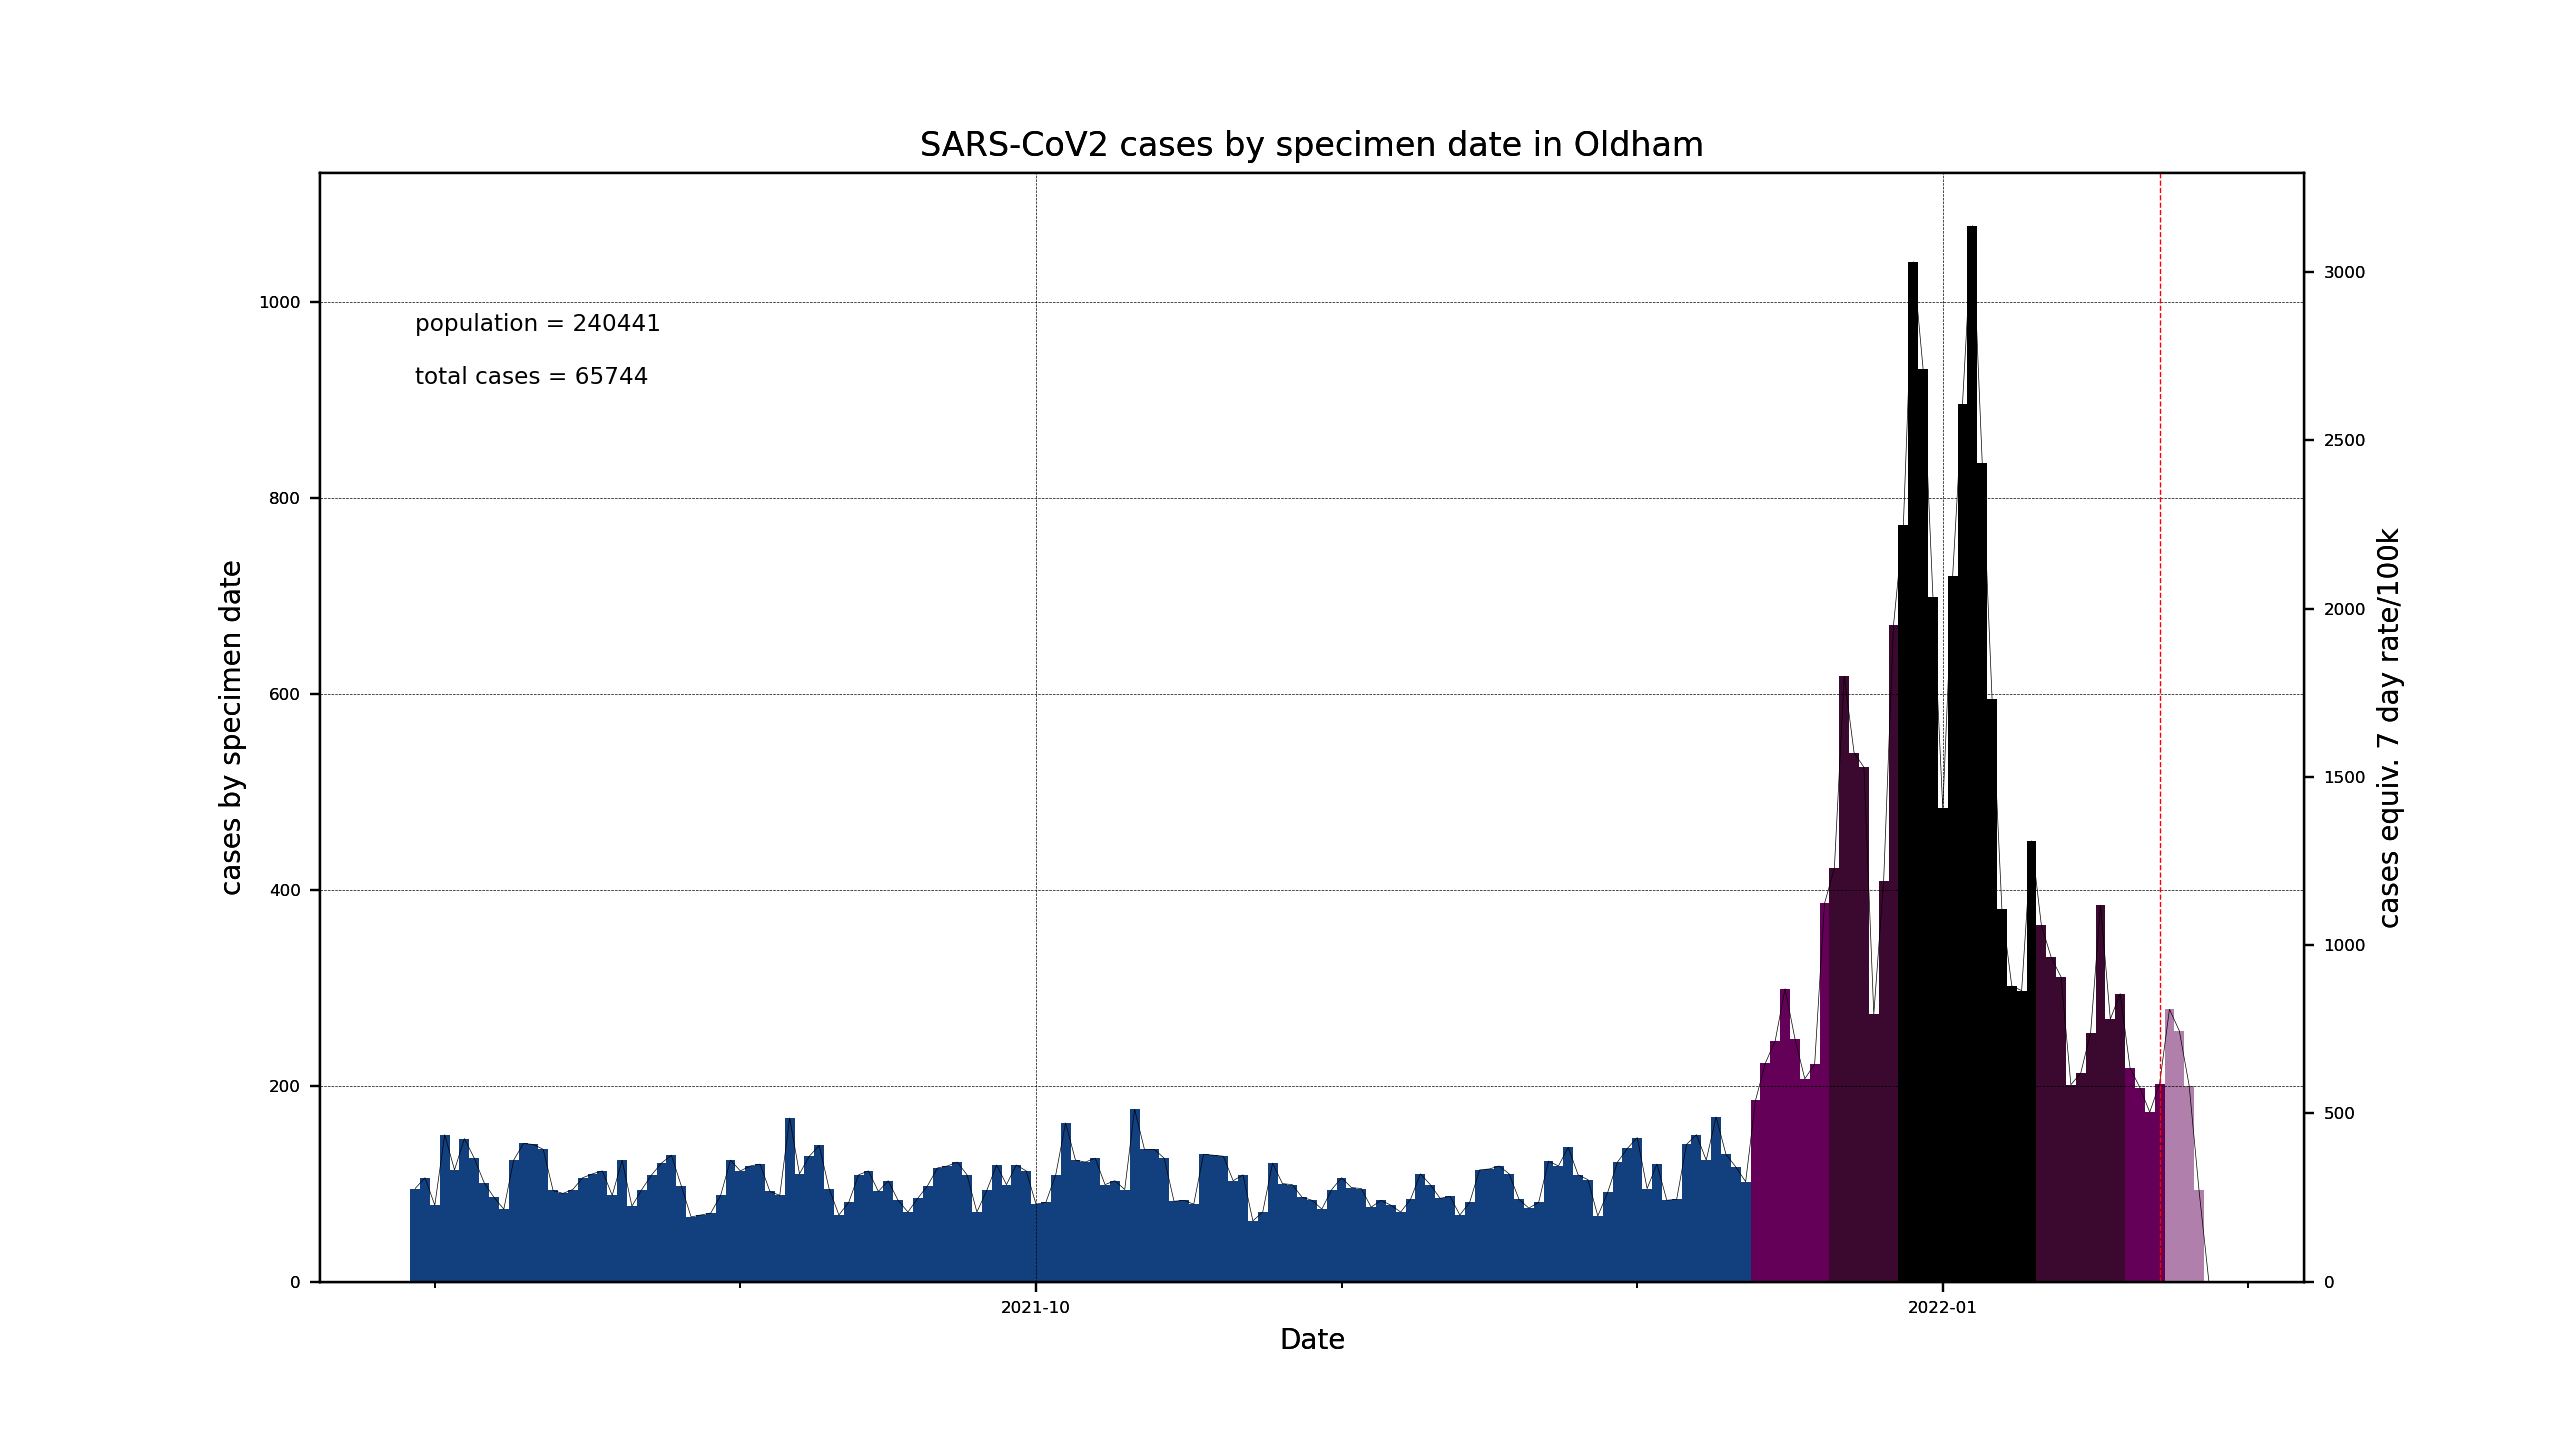 SARS-CoV2 cases by specimen date in Oldham
population = 240441
total cases = 65744
cases by specimen date
1000
800
600
400
200
0
3000
2500
2000
1500
1000
500
0
cases equiv. 7 day rate/100k
2021-10
2022-01
Date